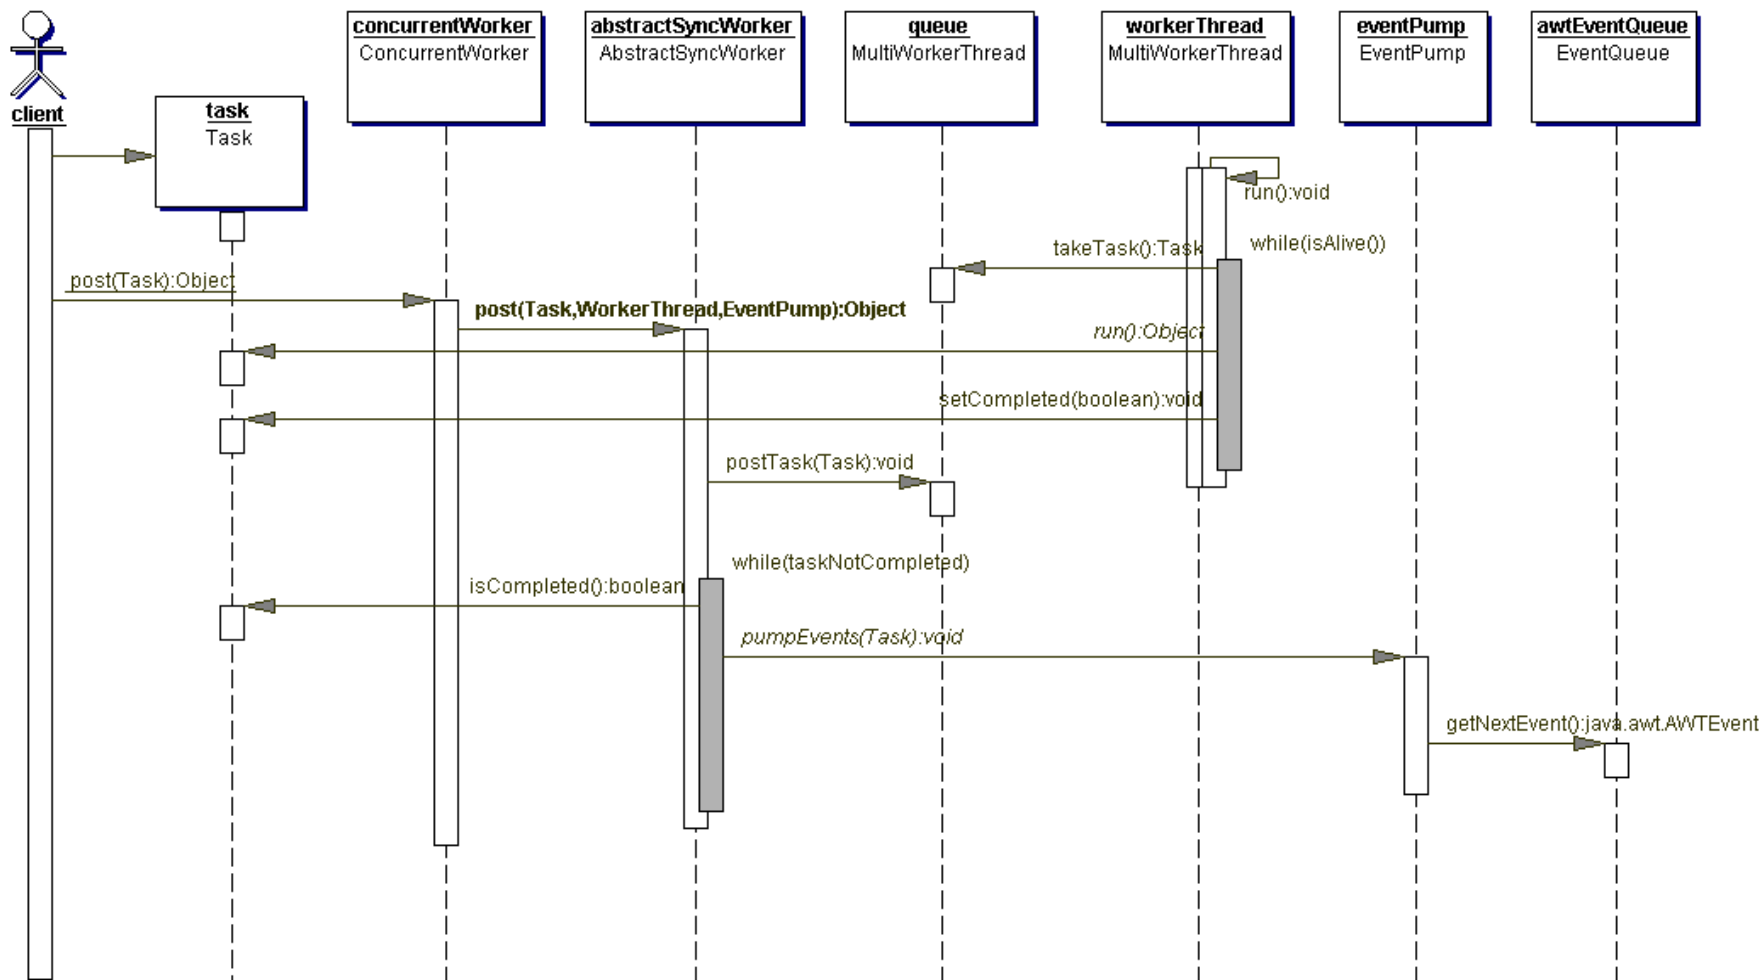 concurrentWorker
ConcurrentWorker
abstractSyncWorker
AbstractSyncWorker
queue
MultiWorkerThread
workerThread
MultiWorkerThread
eventPump
EventPump
awtEventQueue
EventQueue
client
task
Task
run():void
while(isAlive())
takeTask():Task
post(Task):Object
post(Task,WorkerThread,EventPump):Object
run():Object
setCompleted(boolean):void
postTask(Task):void
while(taskNotCompleted)
isCompleted():boolean
pumpEvents(Task):void
getNextEvent():java.awt.AWTEvent